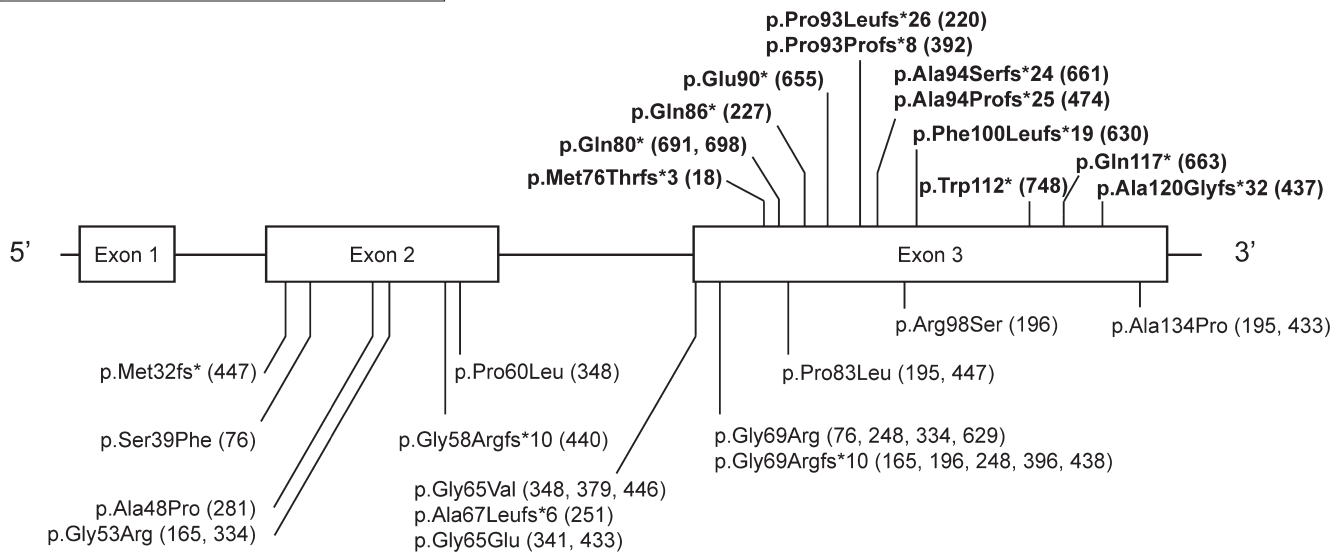 p.Pro93Leufs*26 (220)
p.Pro93Profs*8 (392)
p.Glu90* (655)
p.Ala94Serfs*24 (661)
p.Ala94Profs*25 (474)
p.Gln86* (227)
p.Phe100Leufs*19 (630)
p.Gln80* (691, 698)
p.Gln117* (663)
p.Met76Thrfs*3 (18)
p.Trp112* (748)
p.Ala120Glyfs*32 (437)
5’ Exon 1 Exon 2 Exon 3 3’
p.Arg98Ser (196)
p.Ala134Pro (195, 433)
p.Met32fs* (447)
p.Pro60Leu (348)
p.Pro83Leu (195, 447)
p.Ser39Phe (76)
p.Gly58Argfs*10 (440)
p.Gly69Arg (76, 248, 334, 629)
p.Gly69Argfs*10 (165, 196, 248, 396, 438)
p.Ala48Pro (281)
p.Gly53Arg (165, 334)
p.Gly65Val (348, 379, 446)
p.Ala67Leufs*6 (251)
p.Gly65Glu (341, 433)